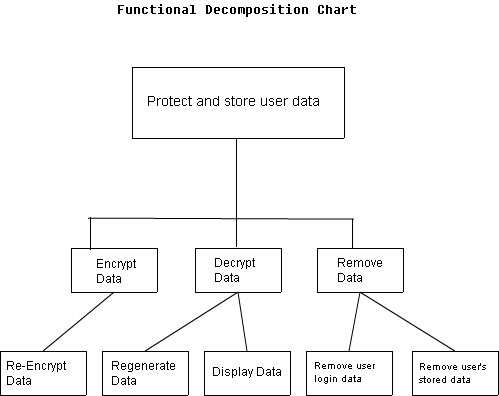 Functional Decomposition Chart
Protect and store user data
Encrypt
Data
Decrypt
Data
Remove
Data
Re-Encrypt
Data
Regenerate
Data
Display Data
Remove user
login data
Remove user's
stored data